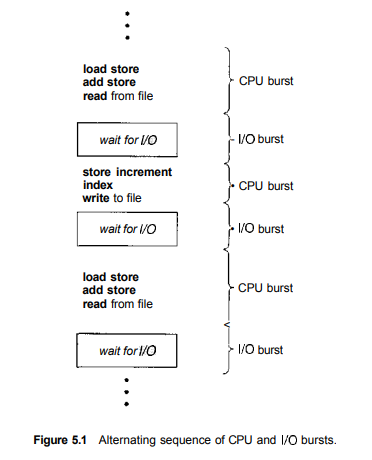 load store
add store
read from file
CPU burst
wait for I/O
I/O burst
store increment
index
write to file
CPU burst
wait for I/O
I/O burst
load store
add store
read from file
CPU burst
wait for I/O
I/O burst
Figure 5.1 Alternating sequence of CPU and I/O bursts.